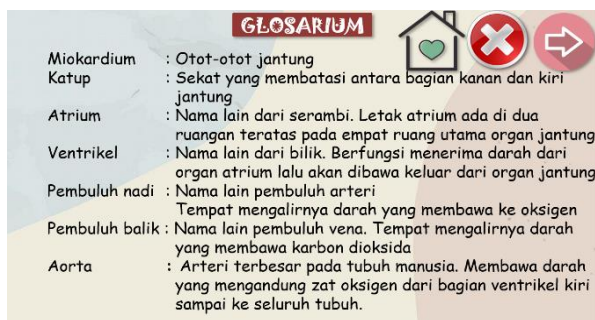 GLOSARIUM
Miokardium : Otot-otot jantung
Katup : Sekat yang membatasi antara bagian kanan dan kiri
jantung
Atrium : Nama lain dari serambi. Letak atrium ada di dua
ruangan teratas pada empat ruang utama organ jantung
Ventrikel : Nama lain dari bilik. Berfungsi menerima darah dari
organ atrium lalu akan dibawa keluar dari organ jantung
Pembuluh nadi : Nama lain pembuluh arteri
Tempat mengalirnya darah yang membawa ke oksigen
Pembuluh balik : Nama lain pembuluh vena. Tempat mengalirnya darah
yang membawa karbon dioksida
Aorta : Arteri terbesar pada tubuh manusia. Membawa darah
yang mengandung zat oksigen dari bagian ventrikel kiri
sampai ke seluruh tubuh.